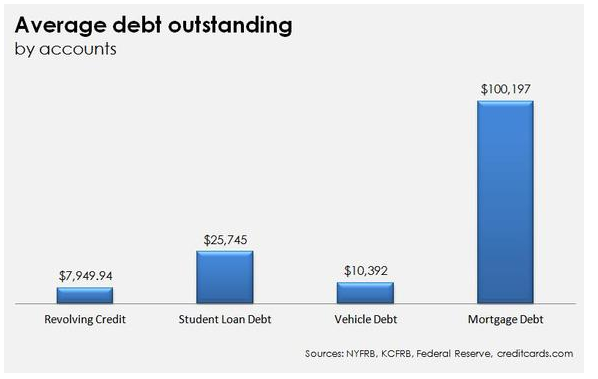 Average debt outstanding
by accounts
$100,197
$25,745
$7,949.94
$10,392
Revolving Credit
Student Loan Debt
Vehicle Debt
Mortgage Debt
Sources: NYFRB, KCFRB, Federal Reserve, creditcards.com